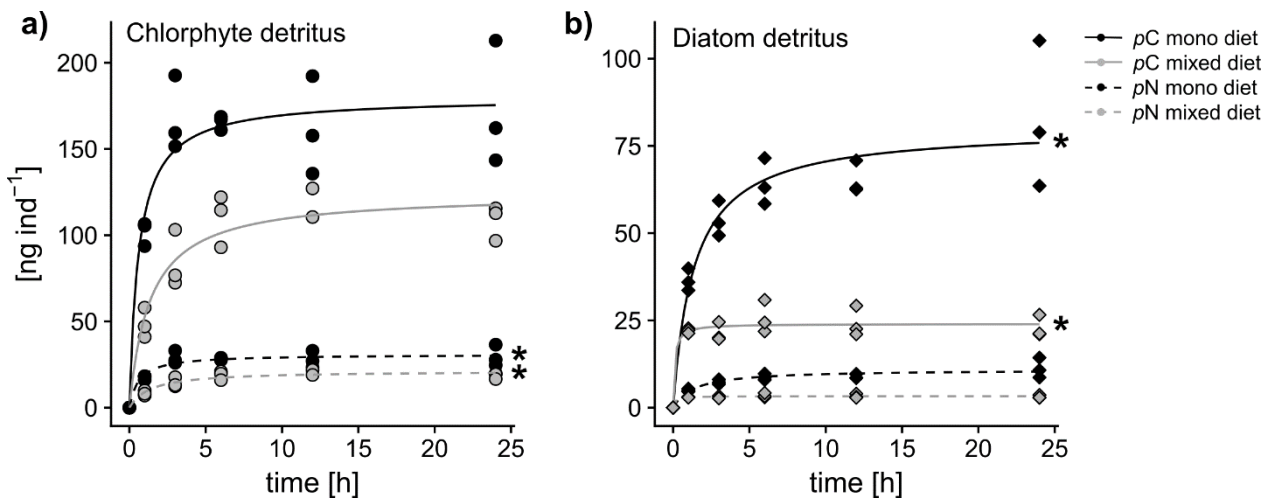 a)
Chlorophyte detritus
200
150
100
50
0
[ng ind⁻¹]
0 5 10 15 20 25
time [h]
*
*
b)
Diatom detritus
100
75
50
25
0
0 5 10 15 20 25
time [h]
*
*
pC mono diet
pC mixed diet
pN mono diet
pN mixed diet